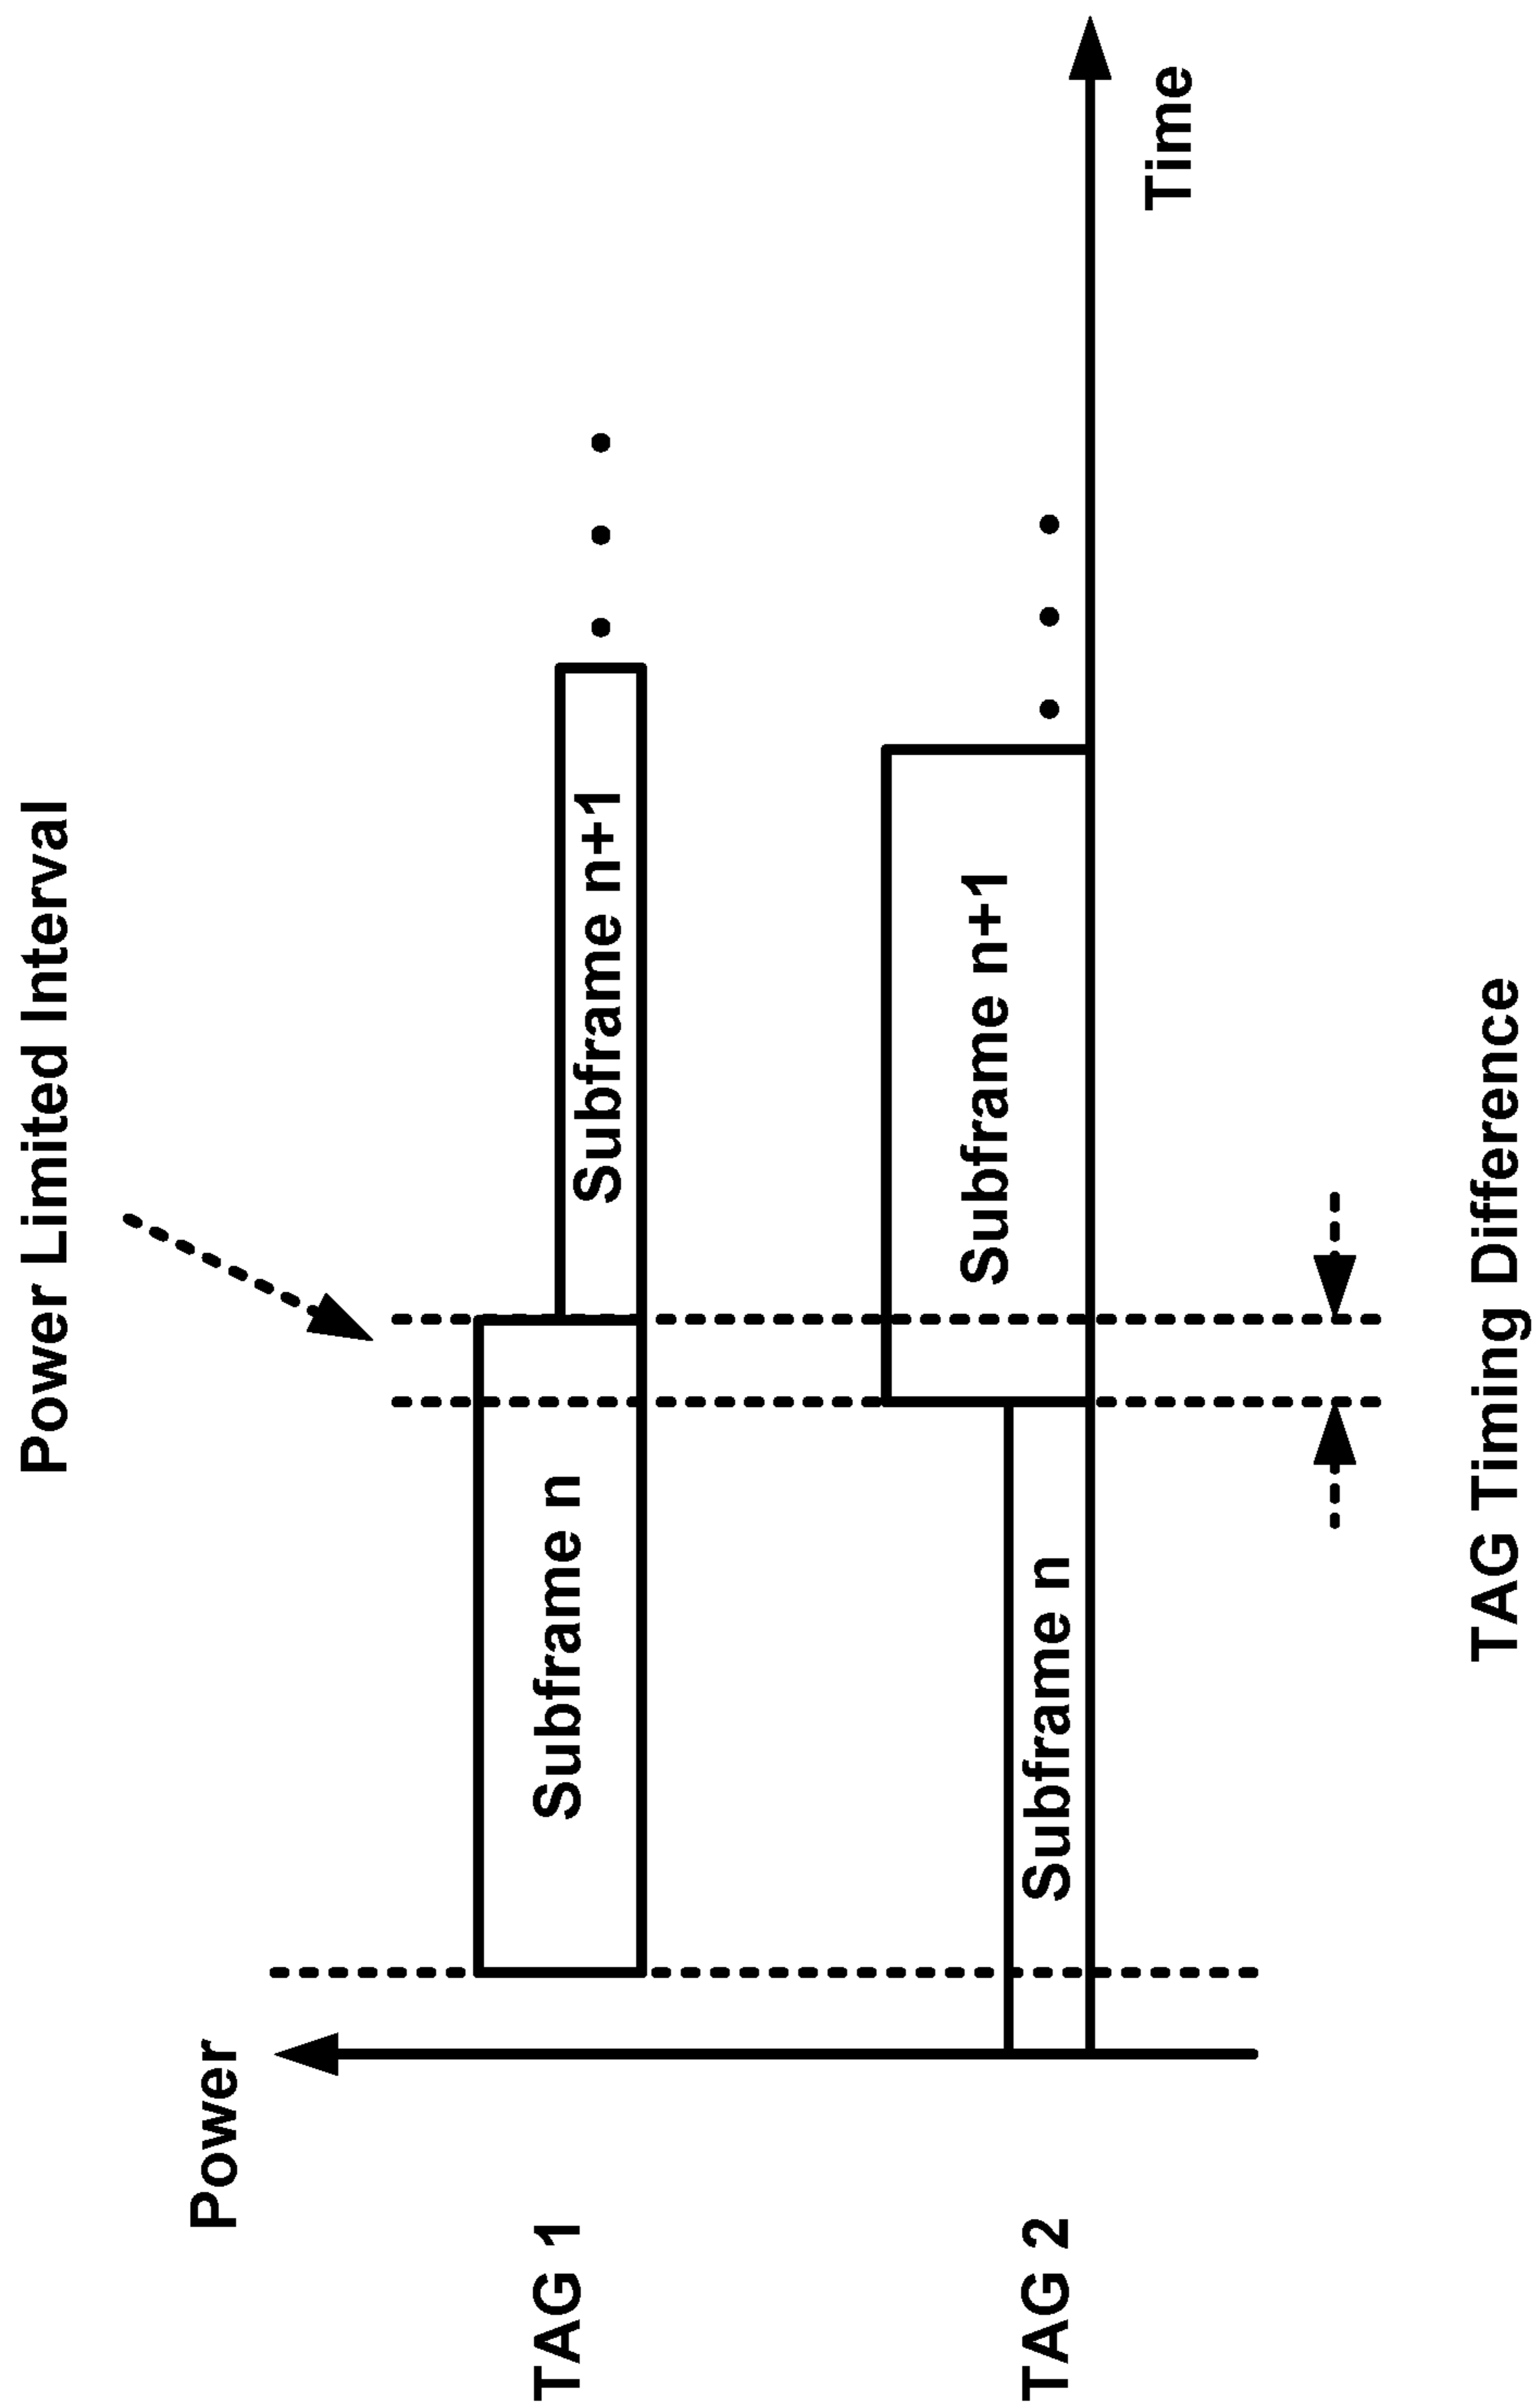 Power Limited Interval
Power
TAG 1
Subframe n
Subframe n+1
TAG 2
Subframe n
Subframe n+1
Time
TAG Timing Difference